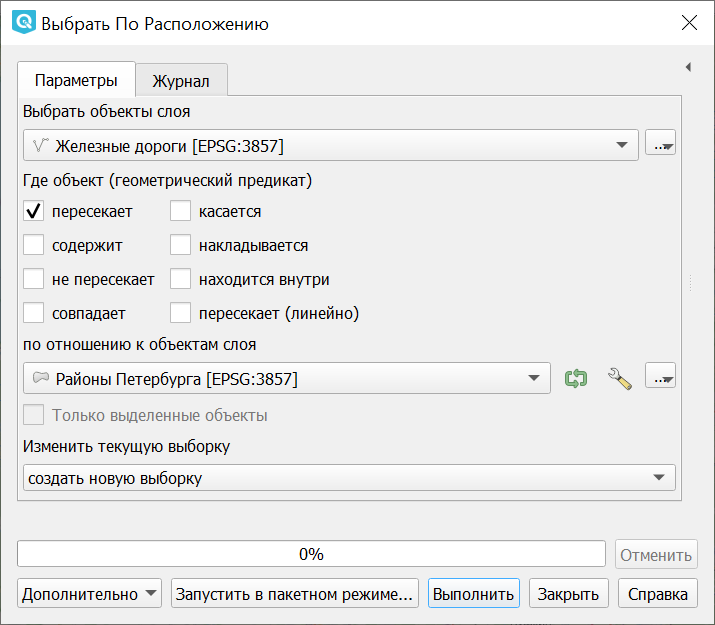 Выбрать По Расположению
Параметры Журнал
Выбрать объекты слоя
Железные дороги [EPSG:3857]
...
Где объект (геометрический предикат)
пересекает касается
содержит накладывается
не пересекает находится внутри
совпадает пересекает (линейно)
по отношению к объектам слоя
Районы Петербурга [EPSG:3857]
...
Только выделенные объекты
Изменить текущую выборку
создать новую выборку
0% Отменить
Дополнительно Запустить в пакетном режиме... Выполнить Закрыть Справка